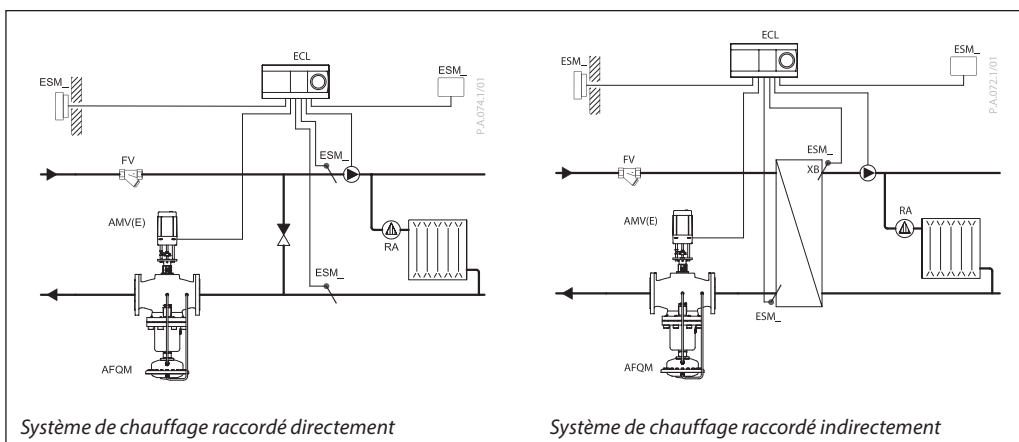 ECL
ESM_
ESM_
P.A.074.1/01
FV
ESM_
AMV(E)
RA
ESM_
AFQM
Système de chauffage raccordé directement
ECL
ESM_
ESM_
P.A.072.1/01
ESM_
FV
XB
AMV(E)
RA
ESM_
AFQM
Système de chauffage raccordé indirectement